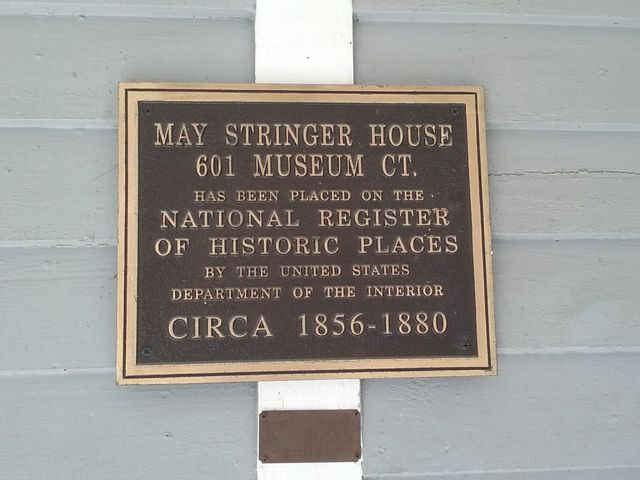 MAY STRINGER HOUSE
601 MUSEUM CT.
HAS BEEN PLACED ON THE
NATIONAL REGISTER
OF HISTORIC PLACES
BY THE UNITED STATES
DEPARTMENT OF THE INTERIOR
CIRCA 1856-1880